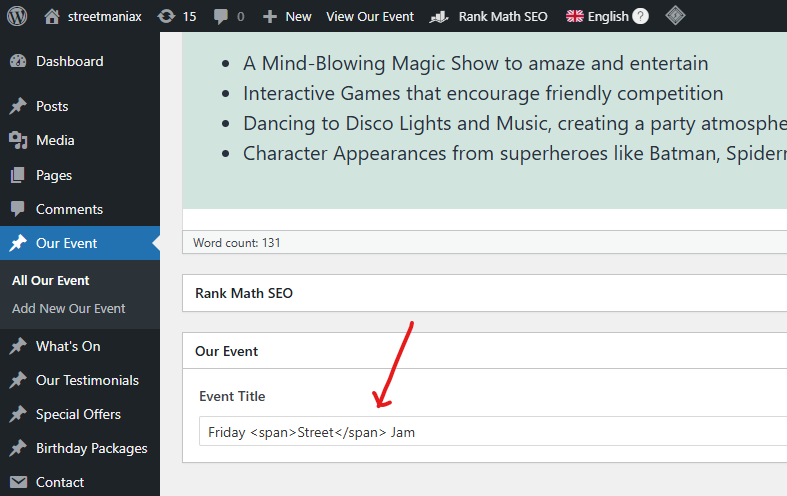 streetmaniax 15 0 New View Our Event Rank Math SEO English ?
Dashboard
Posts
Media
Pages
Comments
Our Event
All Our Event
Add New Our Event
What's On
Our Testimonials
Special Offers
Birthday Packages
Contact
A Mind-Blowing Magic Show to amaze and entertain
Interactive Games that encourage friendly competition
Dancing to Disco Lights and Music, creating a party atmosphe
Character Appearances from superheroes like Batman, Spider
Word count: 131
Rank Math SEO
Our Event
Event Title
Friday <span>Street</span> Jam